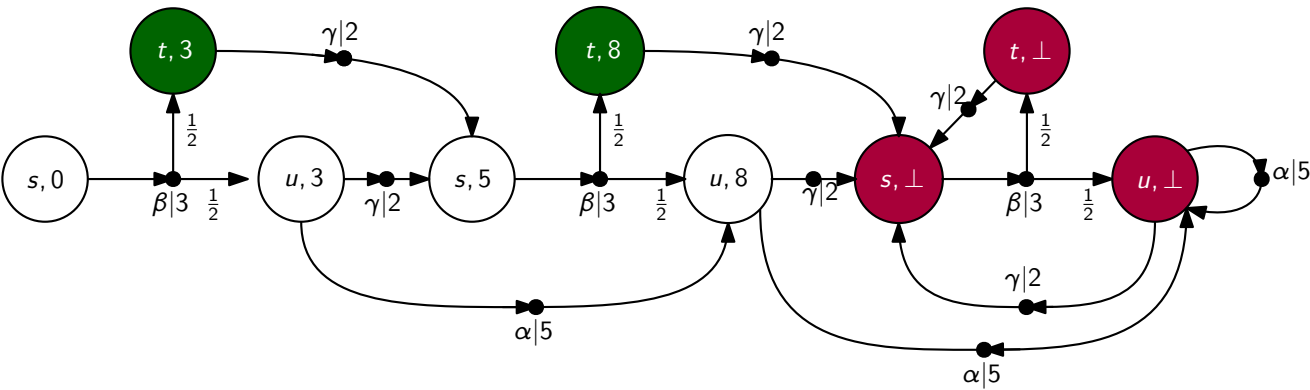 γ|2
γ|2
t, 3
t, 8
t, ⊥
γ|2
1/2
1/2
1/2
s, 0
u, 3
s, 5
u, 8
s, ⊥
u, ⊥
α|5
β|3
1/2
γ|2
β|3
1/2
γ|2
β|3
1/2
γ|2
α|5
α|5